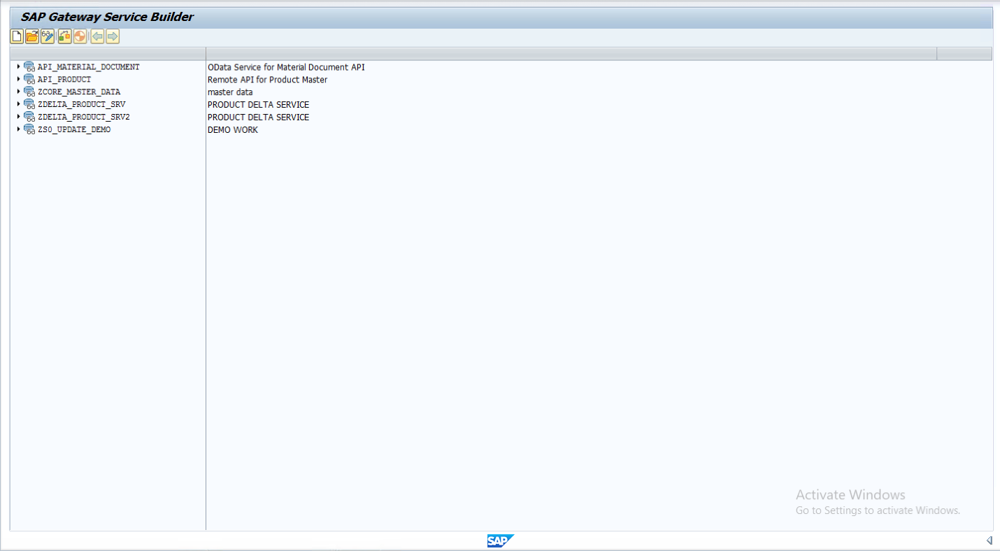 SAP Gateway Service Builder
API_MATERIAL_DOCUMENT OData Service for Material Document API
API_PRODUCT Remote API for Product Master
ZCORE_MASTER_DATA master data
ZDELTA_PRODUCT_SRV PRODUCT DELTA SERVICE
ZDELTA_PRODUCT_SRV2 PRODUCT DELTA SERVICE
ZSO_UPDATE_DEMO DEMO WORK
Activate Windows
Go to Settings to activate Windows.
SAP